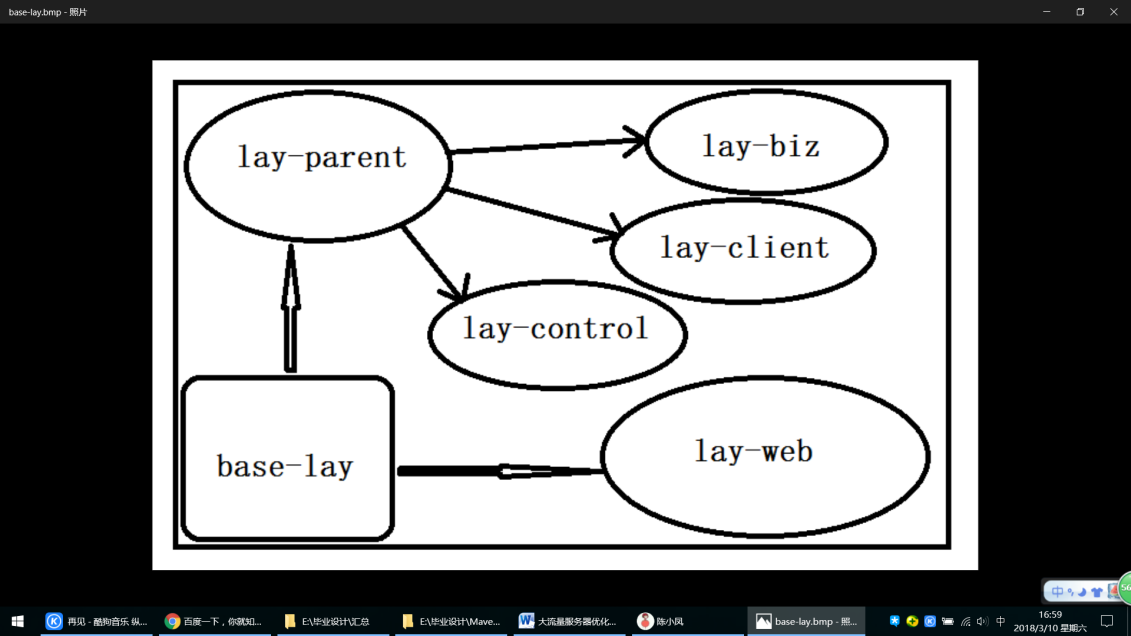 base-lay.bmp - 照片
lay-parent
lay-biz
lay-client
lay-control
base-lay
lay-web
再见 - 酷狗音乐 纵...
百度一下，你就知...
E:\毕业设计\汇总
E:\毕业设计\Mave...
大流量服务器优化...
陈小凤
base-lay.bmp - 照...
中
中
56
16:59
2018/3/10 星期六